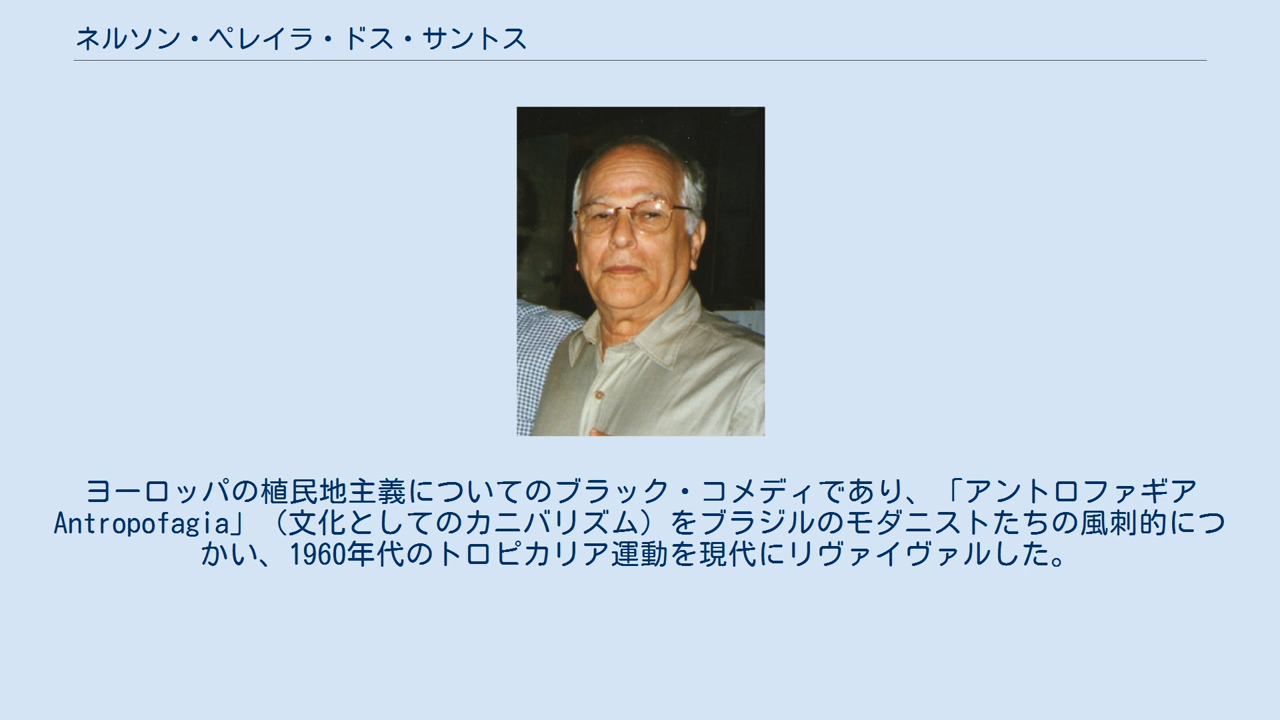 ネルソン・ペレイラ・ドス・サントス
ヨーロッパの植民地主義についてのブラック・コメディであり、「アントロファギア
Antropofagia」（文化としてのカニバリズム）をブラジルのモダニストたちの風刺的につ
かい、1960年代のトロピカリア運動を現代にリヴァイヴァルした。